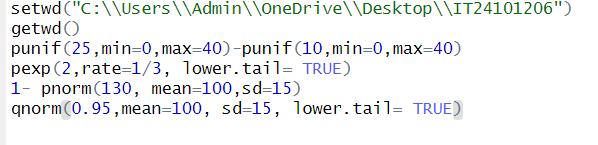 setwd("C:\\Users\\Admin\\OneDrive\\Desktop\\IT24101206")
getwd()
punif(25,min=0,max=40)-punif(10,min=0,max=40)
pexp(2,rate=1/3, lower.tail= TRUE)
1- pnorm(130, mean=100,sd=15)
qnorm(0.95,mean=100, sd=15, lower.tail= TRUE)